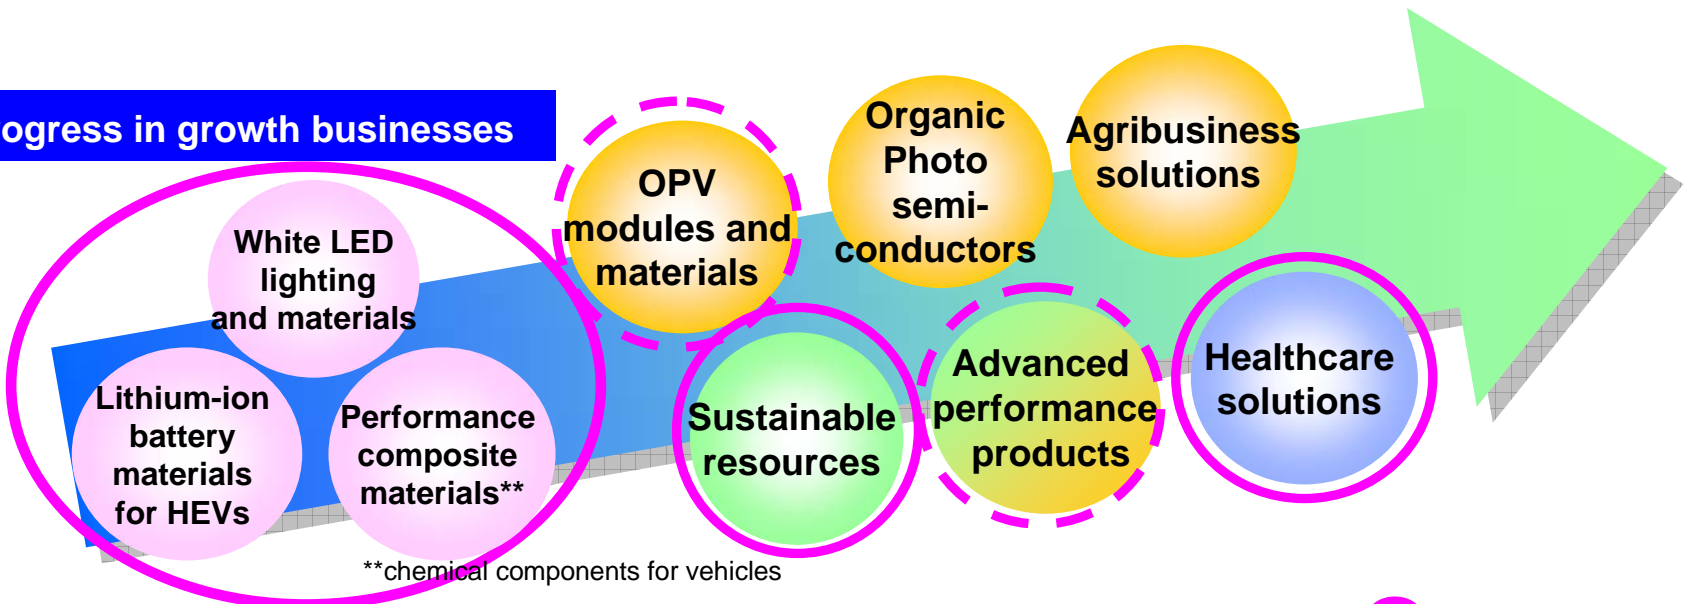 ogress in growth businesses
White LED
lighting
and materials
Lithium-ion
battery
materials
for HEVs
Performance
composite
materials**
**chemical components for vehicles
OPV
modules and
materials
Sustainable
resources
Organic
Photo
semi-
conductors
Advanced
performance
products
Agribusiness
solutions
Healthcare
solutions